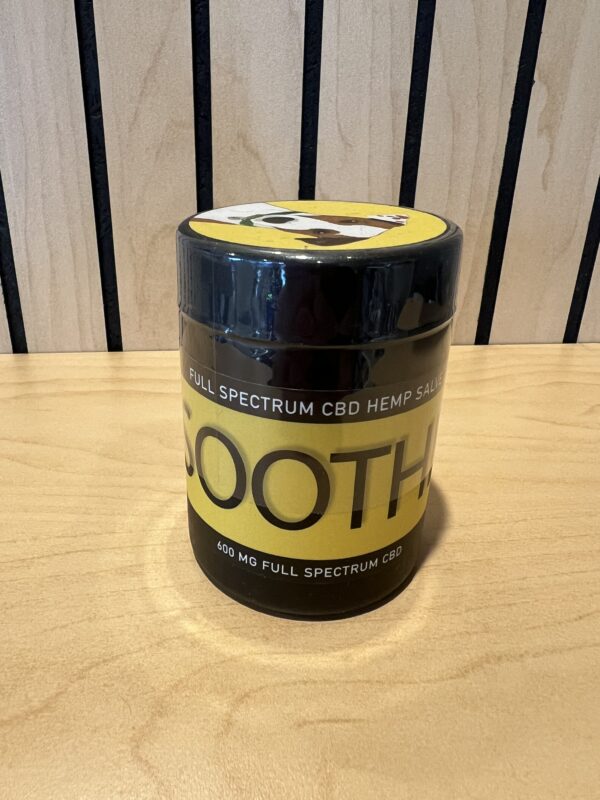 FULL SPECTRUM CBD HEMP SALVE
SOOTH
600 MG FULL SPECTRUM CBD